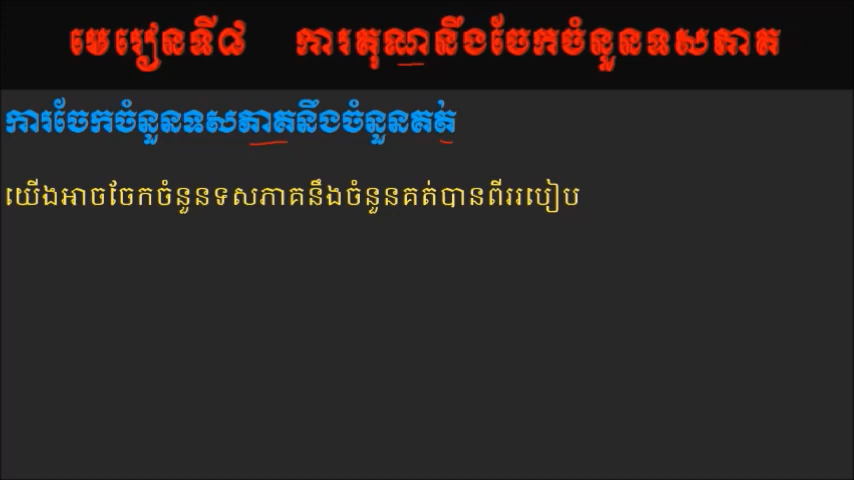 មេរៀនទី៨ ការគុណនឹងចែកចំនួនទសភាគ
ការចែកចំនួនទសភាគនឹងចំនួនគត់
យើងអាចចែកចំនួនទសភាគនឹងចំនួនគត់បានពីររបៀប